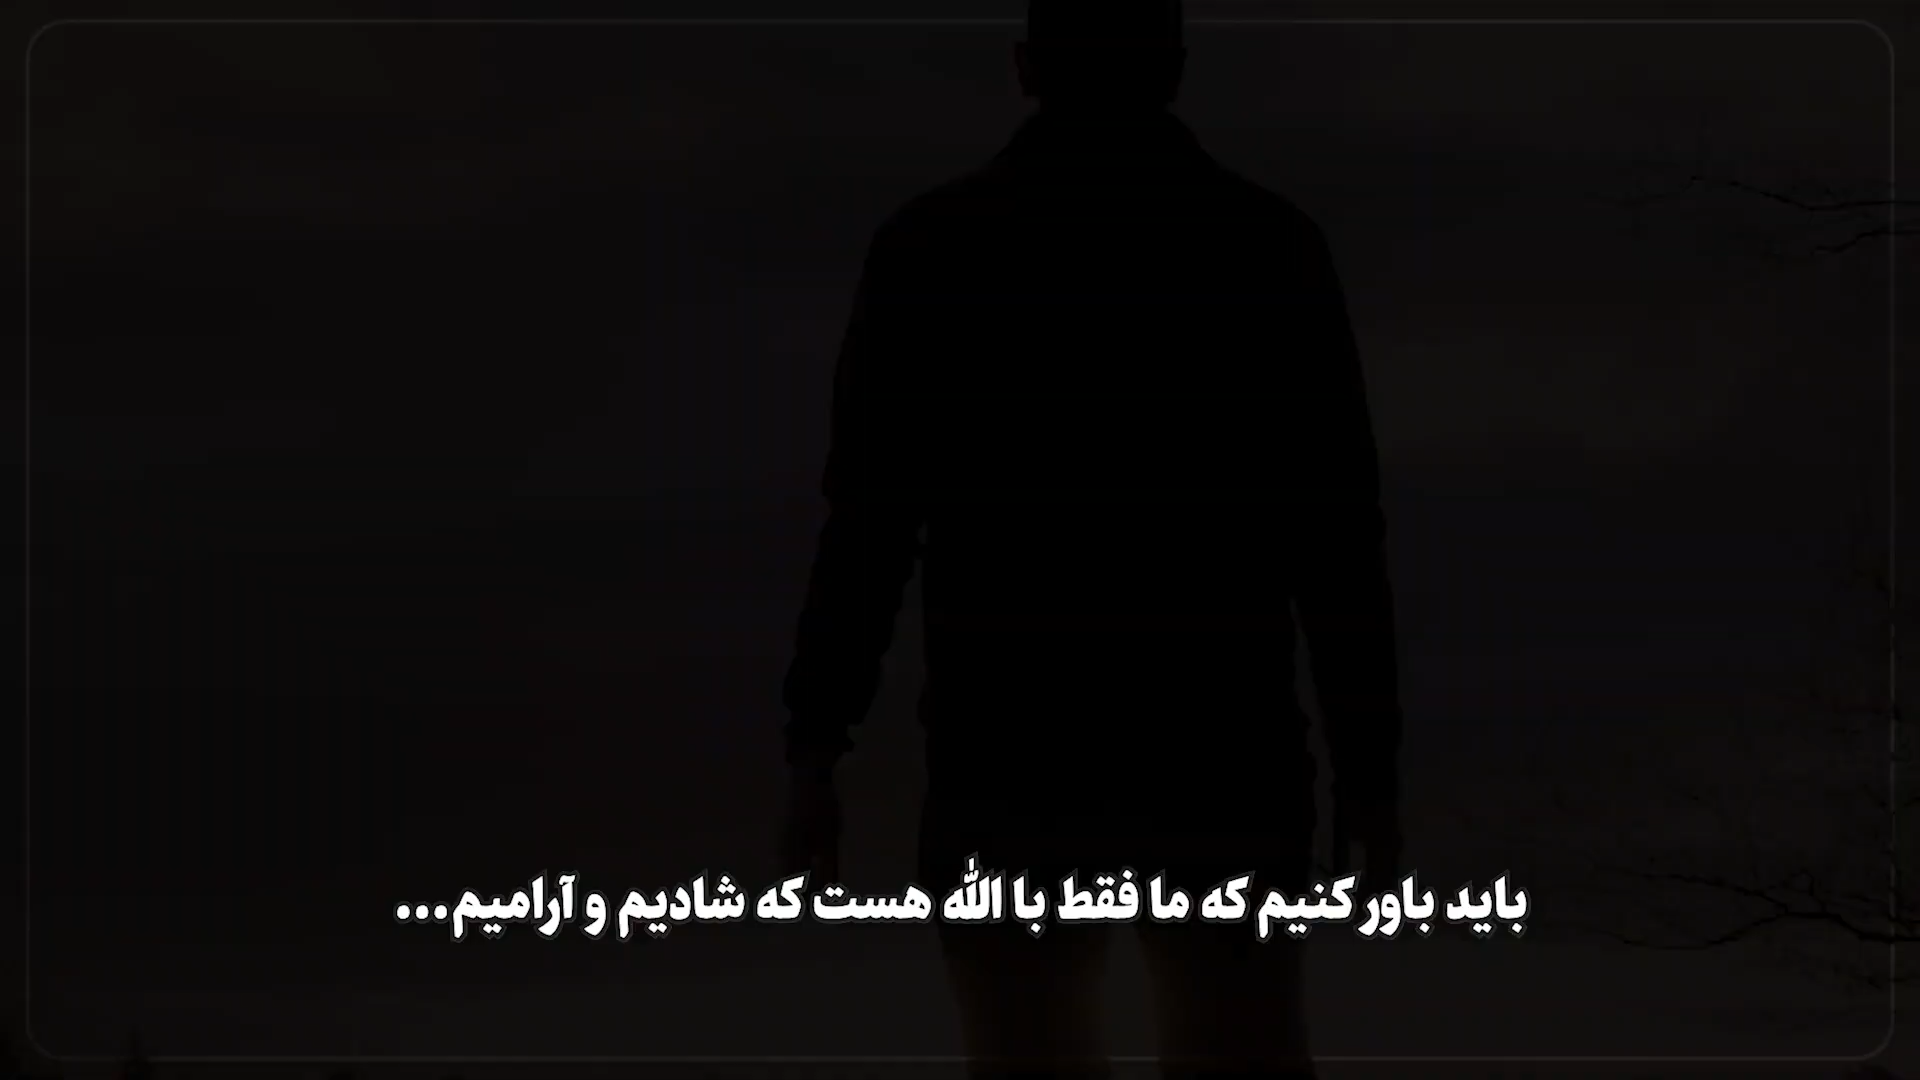 باید باور کنیم که ما فقط با الله هست که شادیم و آرامیم...